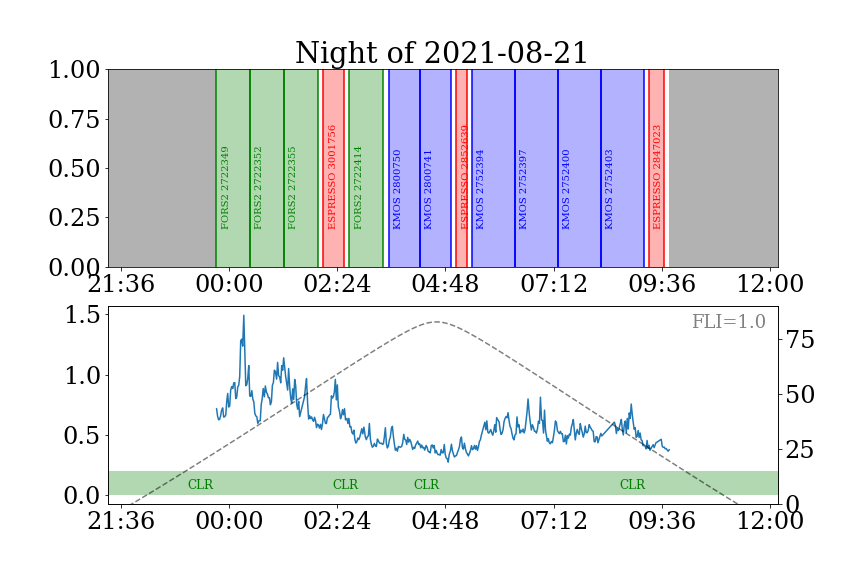 Night of 2021-08-21
1.00
0.75
0.50
0.25
0.00
FORS2 2722349
FORS2 2722352
FORS2 2722355
ESPRESSO 3001756
FORS2 2722414
KMOS 2800750
KMOS 2800741
ESPRESSO 2852639
KMOS 2752394
KMOS 2752397
KMOS 2752400
KMOS 2752403
ESPRESSO 2847023
21:36 00:00 02:24 04:48 07:12 09:36 12:00
FLI=1.0
1.5
1.0
0.5
0.0
75
50
25
0
CLR CLR CLR CLR
21:36 00:00 02:24 04:48 07:12 09:36 12:00